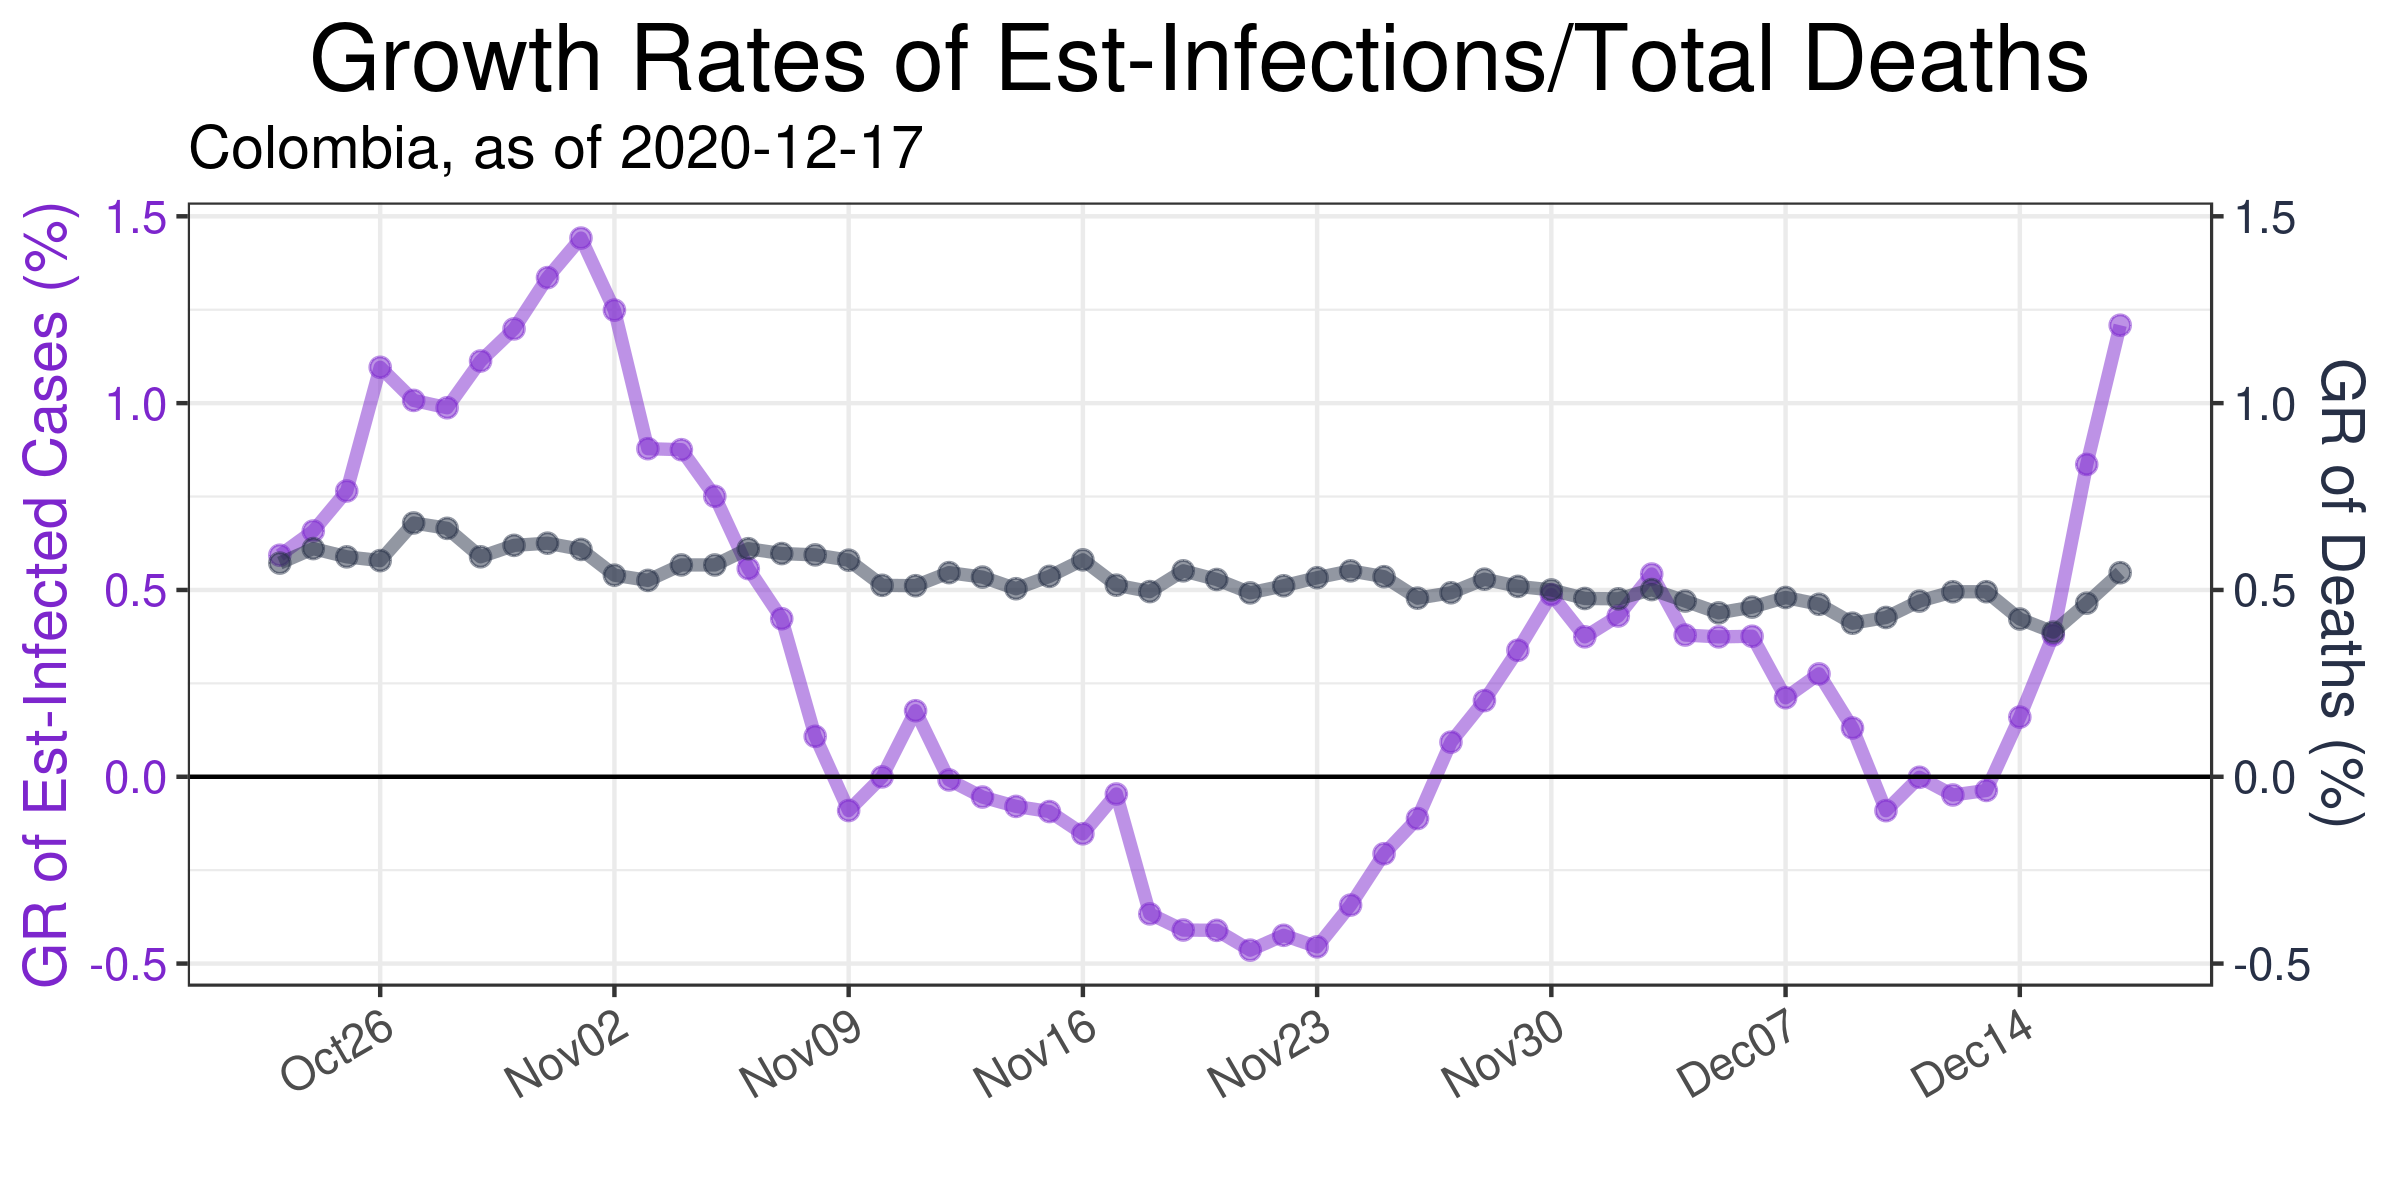 Growth Rates of Est-Infections/Total Deaths
Colombia, as of 2020-12-17
GR of Est-Infected Cases (%)
1.5
1.0
0.5
0.0
-0.5
1.5
1.0
0.5
0.0
-0.5
GR of Deaths (%)
Oct26
Nov02
Nov09
Nov16
Nov23
Nov30
Dec07
Dec14